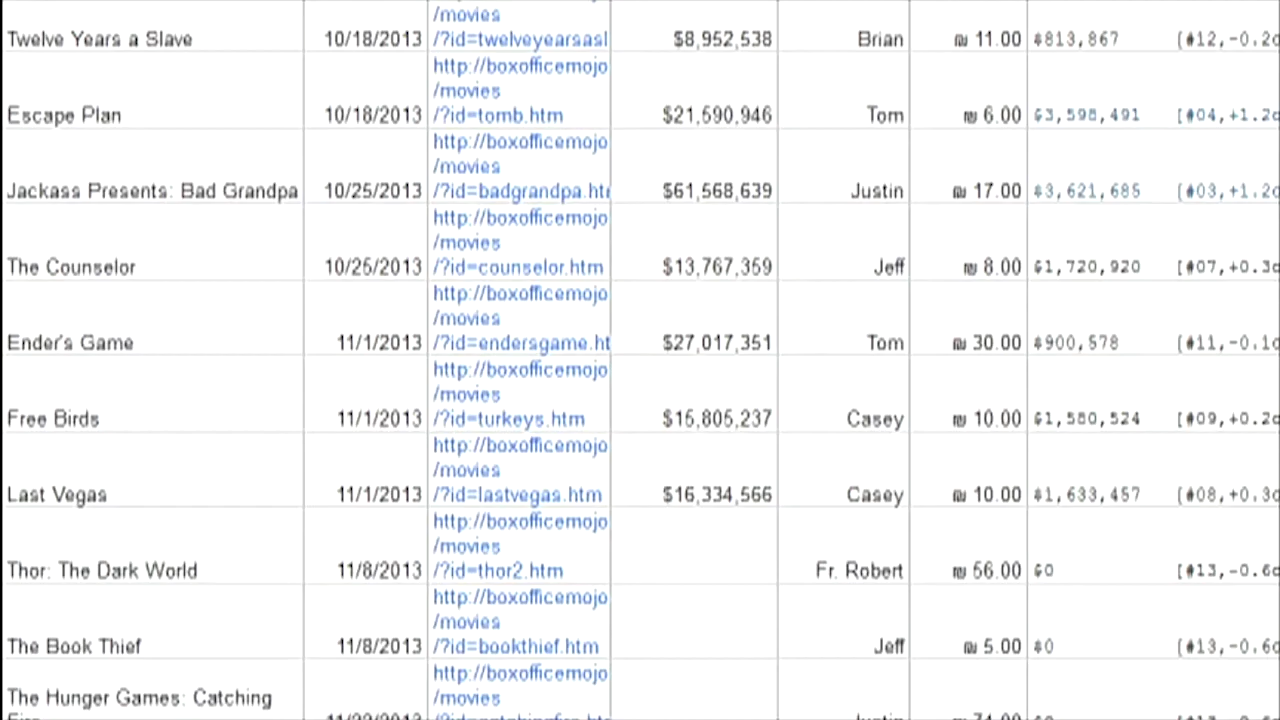 /movies
Twelve Years a Slave 10/18/2013 /?id=twelveyearsasl $8,952,538 Brian ₪ 11.00 $813,867 [#12,-0.2
http://boxofficemojo
/movies
Escape Plan 10/18/2013 /?id=tomb.htm $21,590,946 Tom ₪ 6.00 $3,598,491 [#04,+1.2
http://boxofficemojo
/movies
Jackass Presents: Bad Grandpa 10/25/2013 /?id=badgrandpa.ht $61,568,639 Justin ₪ 17.00 $3,621,685 [#03,+1.2
http://boxofficemojo
/movies
The Counselor 10/25/2013 /?id=counselor.htm $13,767,359 Jeff ₪ 8.00 $1,720,920 [#07,+0.3
http://boxofficemojo
/movies
Ender's Game 11/1/2013 /?id=endersgame.ht $27,017,351 Tom ₪ 30.00 $900,578 [#11,-0.1
http://boxofficemojo
/movies
Free Birds 11/1/2013 /?id=turkeys.htm $15,805,237 Casey ₪ 10.00 $1,580,524 [#09,+0.2
http://boxofficemojo
/movies
Last Vegas 11/1/2013 /?id=lastvegas.htm $16,334,566 Casey ₪ 10.00 $1,633,457 [#08,+0.3
http://boxofficemojo
/movies
Thor: The Dark World 11/8/2013 /?id=thor2.htm Fr. Robert ₪ 56.00 $0 [#13,-0.6
http://boxofficemojo
/movies
The Book Thief 11/8/2013 /?id=bookthief.htm Jeff ₪ 5.00 $0 [#13,-0.6
http://boxofficemojo
The Hunger Games: Catching /movies